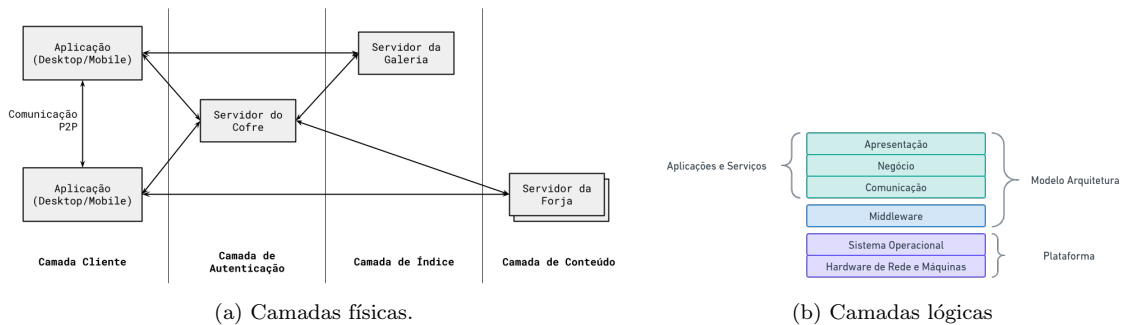 Aplicação
(Desktop/Mobile)
Comunicação
P2P
Aplicação
(Desktop/Mobile)
Servidor do
Cofre
Servidor da
Galeria
Servidor da
Forja
Camada Cliente
Camada de
Autenticação
Camada de Índice
Camada de Conteúdo
(a) Camadas físicas.
Aplicações e Serviços
Apresentação
Negócio
Comunicação
Middleware
Sistema Operacional
Hardware de Rede e Máquinas
Modelo Arquitetura
Plataforma
(b) Camadas lógicas